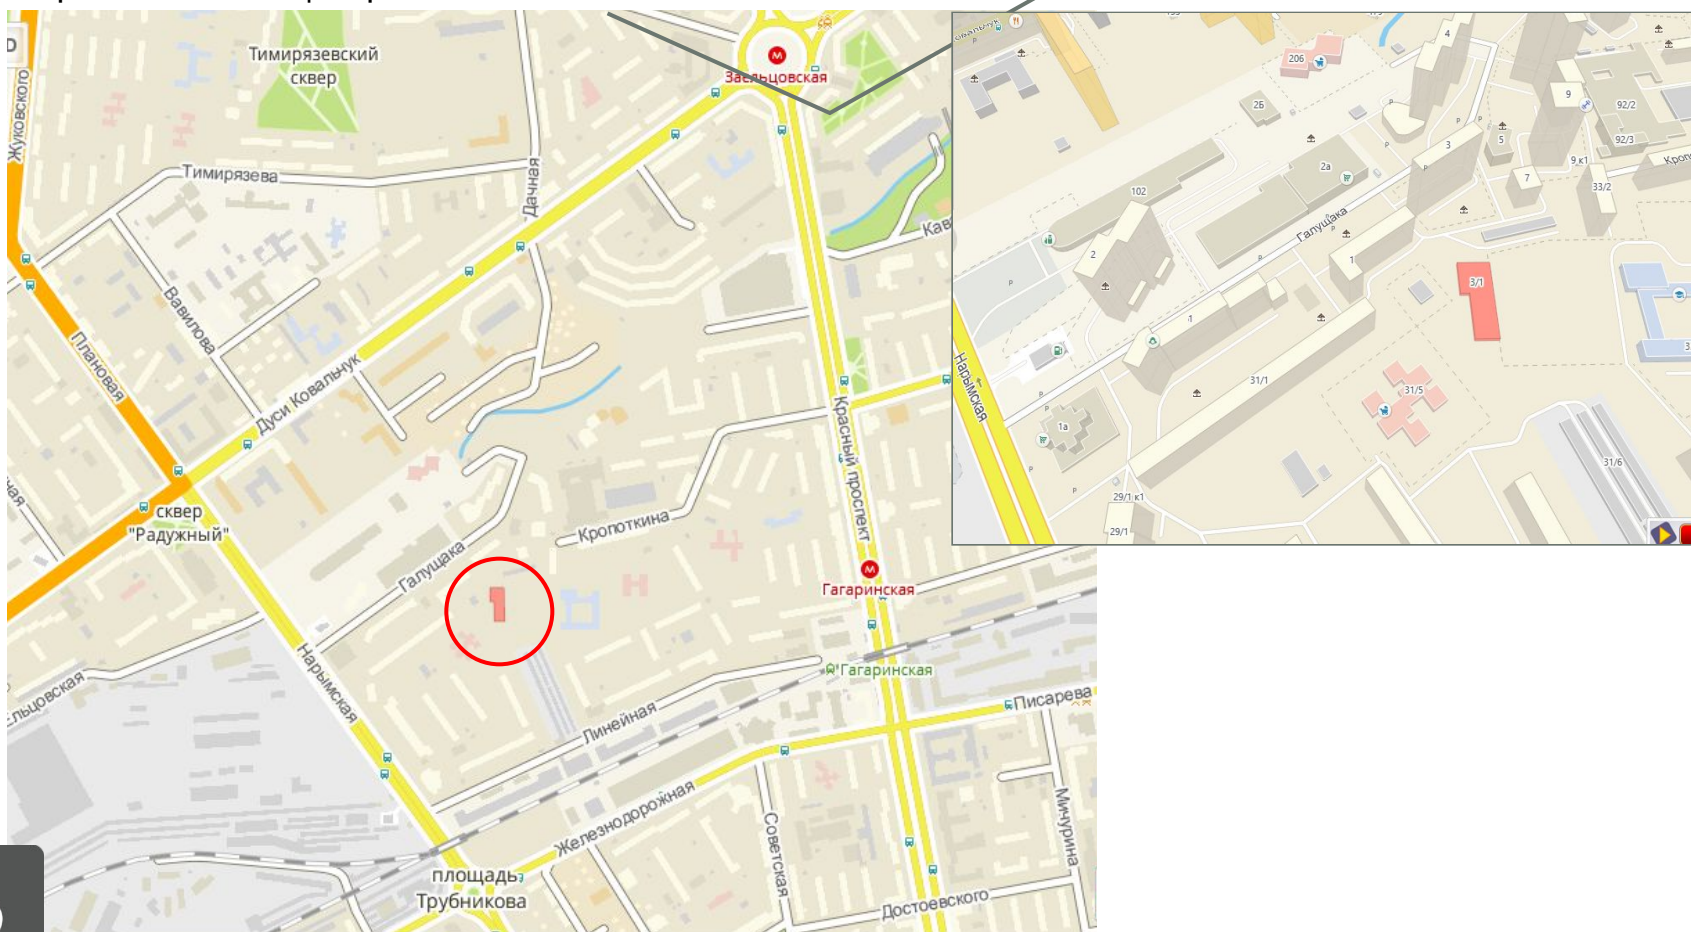 Тимирязевский
сквер
Заельцовская
Жуковского
Тимирязева
Дачная
Кав
Вавилова
Плановая
Дуси Ковальчук
Красный проспект
сквер
"Радужный"
Кропоткина
Галущака
Гагаринская
Нарымская
Гагаринская
Писарева
Линейная
Железнодорожная
Советская
Мичурина
площадь
Трубникова
Достоевского
4
206
9
92/2
2Б
5
92/3
3
2а
9 к1
Кроп
7
33/2
102
Галущака
2
1
3/1
Нарымская
31/1
31/5
1а
31/6
29/1 к1
29/1